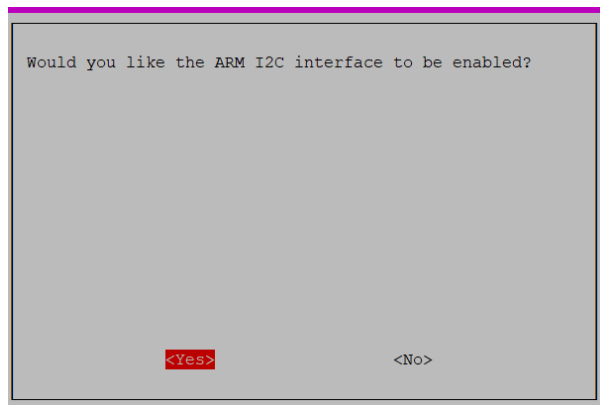 Would you like the ARM I2C interface to be enabled?
<Yes> <No>